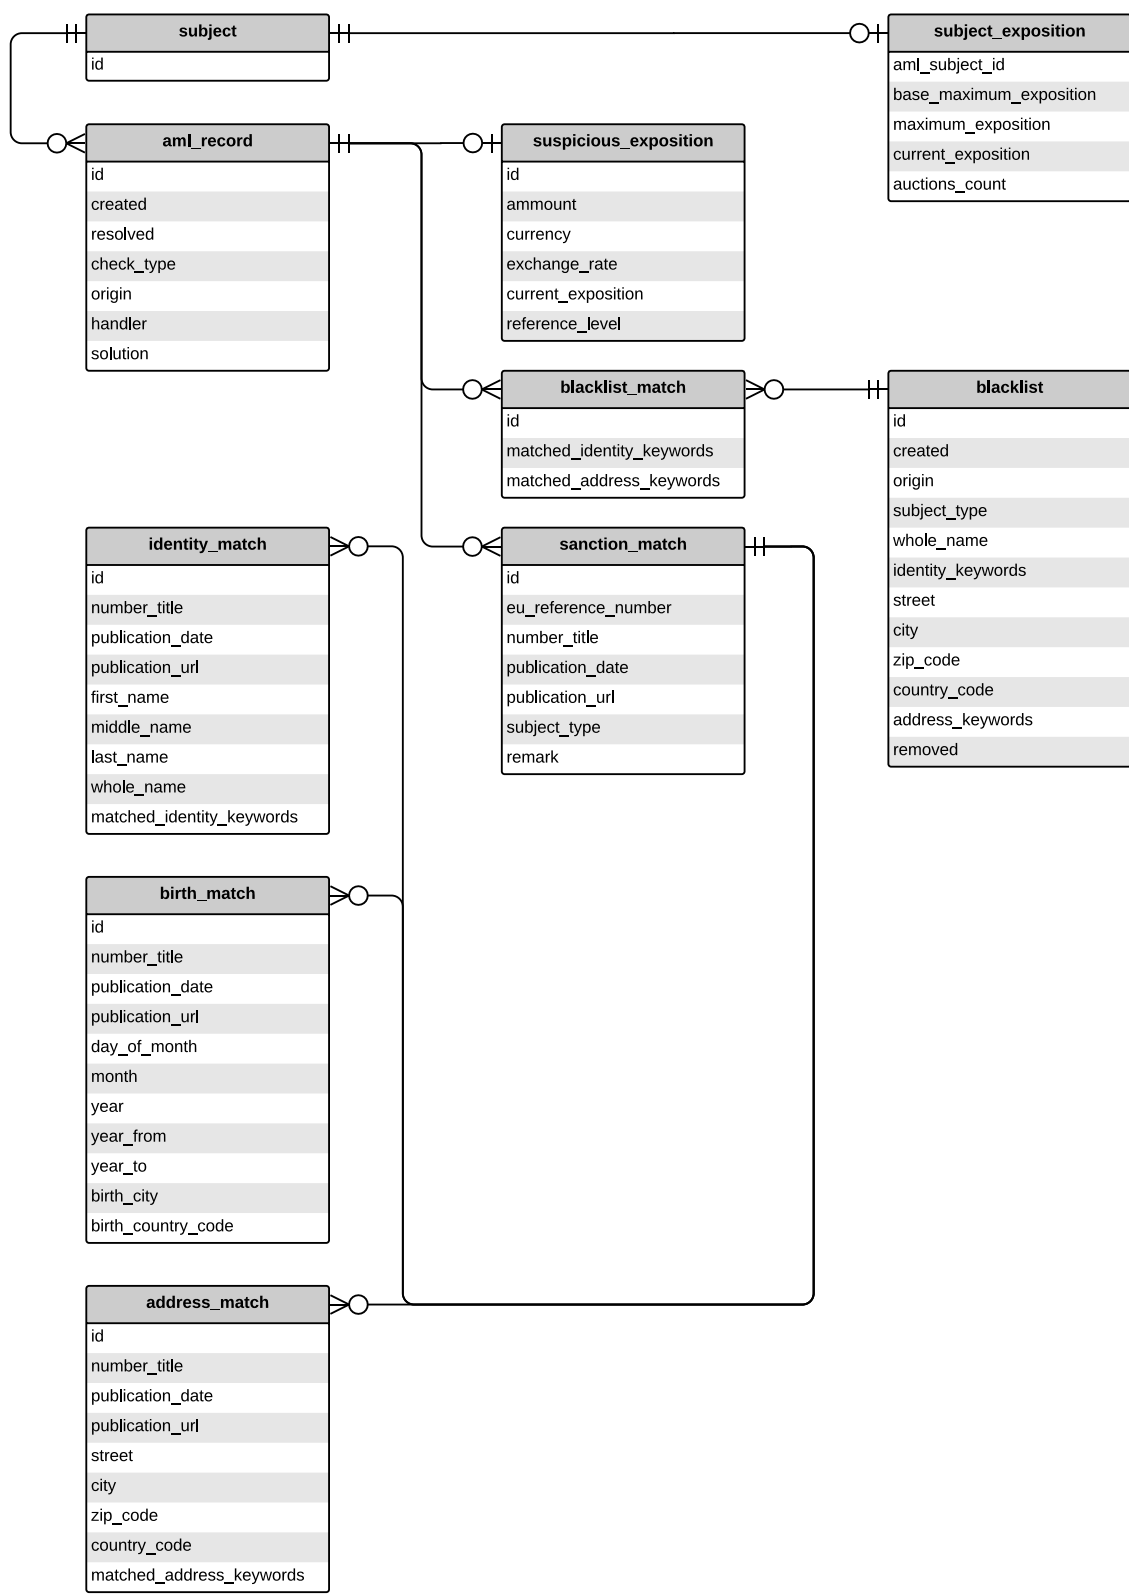 subject
id
subject_exposition
aml_subject_id
base_maximum_exposition
maximum_exposition
current_exposition
auctions_count
aml_record
id
created
resolved
check_type
origin
handler
solution
suspicious_exposition
id
ammount
currency
exchange_rate
current_exposition
reference_level
blacklist_match
id
matched_identity_keywords
matched_address_keywords
blacklist
id
created
origin
subject_type
whole_name
identity_keywords
street
city
zip_code
country_code
address_keywords
removed
identity_match
id
number_title
publication_date
publication_url
first_name
middle_name
last_name
whole_name
matched_identity_keywords
sanction_match
id
eu_reference_number
number_title
publication_date
publication_url
subject_type
remark
birth_match
id
number_title
publication_date
publication_url
day_of_month
month
year
year_from
year_to
birth_city
birth_country_code
address_match
id
number_title
publication_date
publication_url
street
city
zip_code
country_code
matched_address_keywords